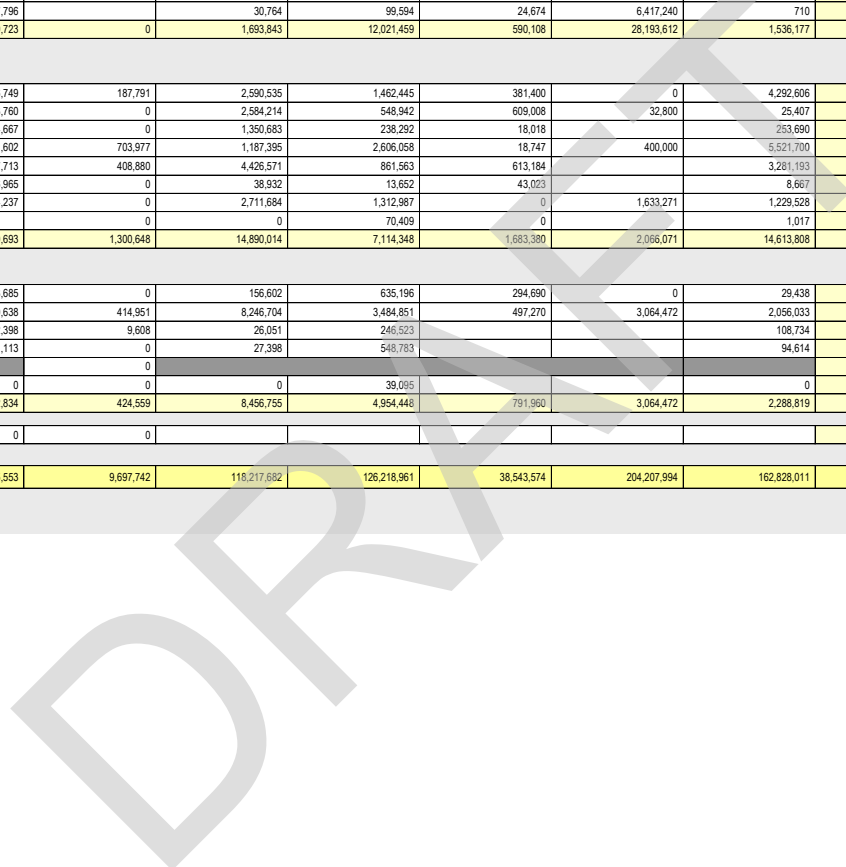 ,796 30,764 99,594 24,674 6,417,240 710
,723 0 1,693,843 12,021,459 590,108 28,193,612 1,536,177
,749 187,791 2,590,535 1,462,445 381,400 0 4,292,606
,760 0 2,584,214 548,942 609,008 32,800 25,407
,667 0 1,350,683 238,292 18,018 253,690
,602 703,977 1,187,395 2,606,058 18,747 400,000 5,521,700
,713 408,880 4,426,571 861,563 613,184 3,281,193
,965 0 38,932 13,652 43,023 8,667
,237 0 2,711,684 1,312,987 0 1,633,271 1,229,528
0 0 70,409 0 1,017
,693 1,300,648 14,890,014 7,114,348 1,683,380 2,066,071 14,613,808
,685 0 156,602 635,196 294,690 0 29,438
,638 414,951 8,246,704 3,484,851 497,270 3,064,472 2,056,033
,398 9,608 26,051 246,523 108,734
,113 0 27,398 548,783 94,614
0
0 0 0 39,095 0
,834 424,559 8,456,755 4,954,448 791,960 3,064,472 2,288,819
0 0
,553 9,697,742 118,217,682 126,218,961 38,543,574 204,207,994 162,828,011
DRAFT